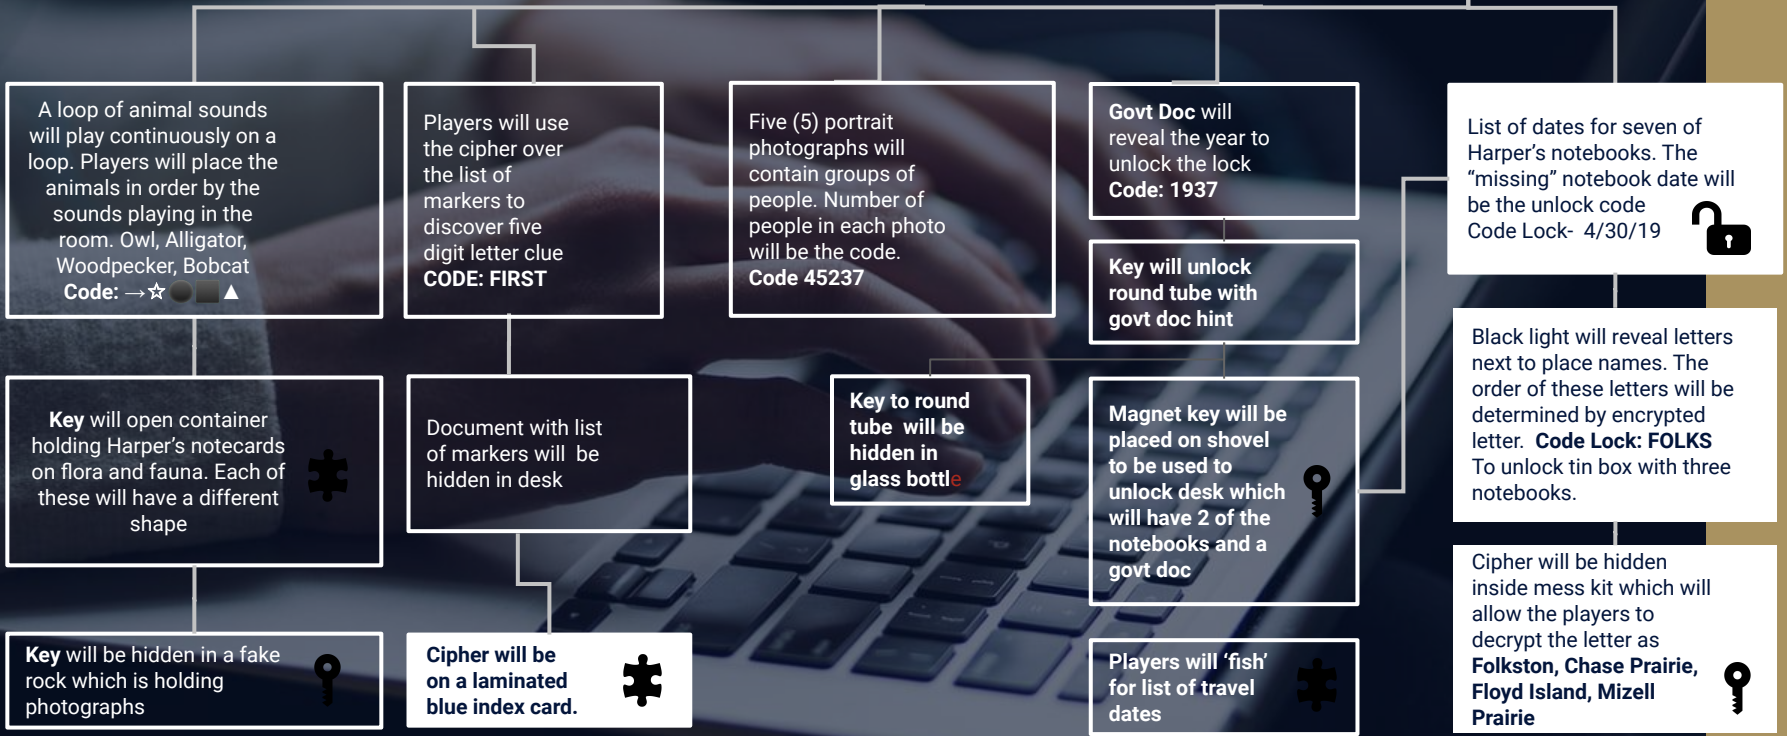 A loop of animal sounds
will play continuously on a
loop. Players will place the
animals in order by the
sounds playing in the
room. Owl, Alligator,
Woodpecker, Bobcat
Code: →☆●■▲
Key will open container
holding Harper's notecards
on flora and fauna. Each of
these will have a different
shape
Key will be hidden in a fake
rock which is holding
photographs
Players will use
the cipher over
the list of
markers to
discover five
digit letter clue
CODE: FIRST
Document with list
of markers will be
hidden in desk
Cipher will be
on a laminated
blue index card.
Five (5) portrait
photographs will
contain groups of
people. Number of
people in each photo
will be the code.
Code 45237
Govt Doc will
reveal the year to
unlock the lock
Code: 1937
Key will unlock
round tube with
govt doc hint
Key to round
tube will be
hidden in
glass bottle
Magnet key will be
placed on shovel
to be used to
unlock desk which
will have 2 of the
notebooks and a
govt doc
Players will ‘fish’
for list of travel
dates
List of dates for seven of
Harper's notebooks. The
“missing” notebook date will
be the unlock code
Code Lock- 4/30/19
Black light will reveal letters
next to place names. The
order of these letters will be
determined by encrypted
letter. Code Lock: FOLKS
To unlock tin box with three
notebooks.
Cipher will be hidden
inside mess kit which will
allow the players to
decrypt the letter as
Folkston, Chase Prairie,
Floyd Island, Mizell
Prairie